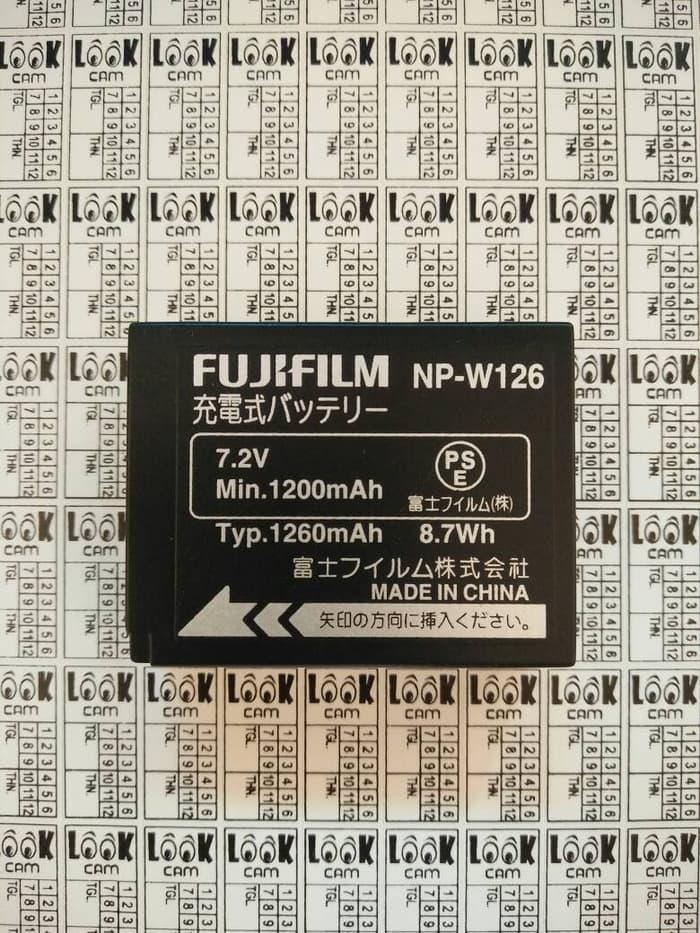 FUJIFILM NP-W126
充電式バッテリー
7.2V
Min.1200mAh
PS
E
富士フイルム(株)
Typ.1260mAh 8.7Wh
富士フイルム株式会社
MADE IN CHINA
矢印の方向に挿入ください。
LOOK
CAM
TGL.
THN.
1 2 3 4 5 6
7 8 9 10 11 12